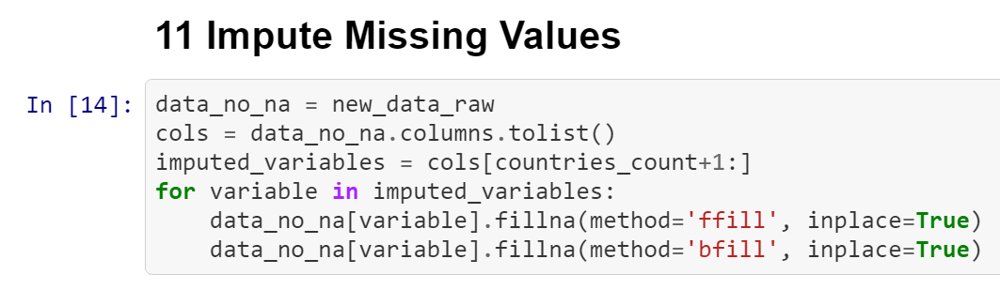 11 Impute Missing Values
In [14]: data_no_na = new_data_raw
cols = data_no_na.columns.tolist()
imputed_variables = cols[countries_count+1:]
for variable in imputed_variables:
    data_no_na[variable].fillna(method='ffill', inplace=True)
    data_no_na[variable].fillna(method='bfill', inplace=True)